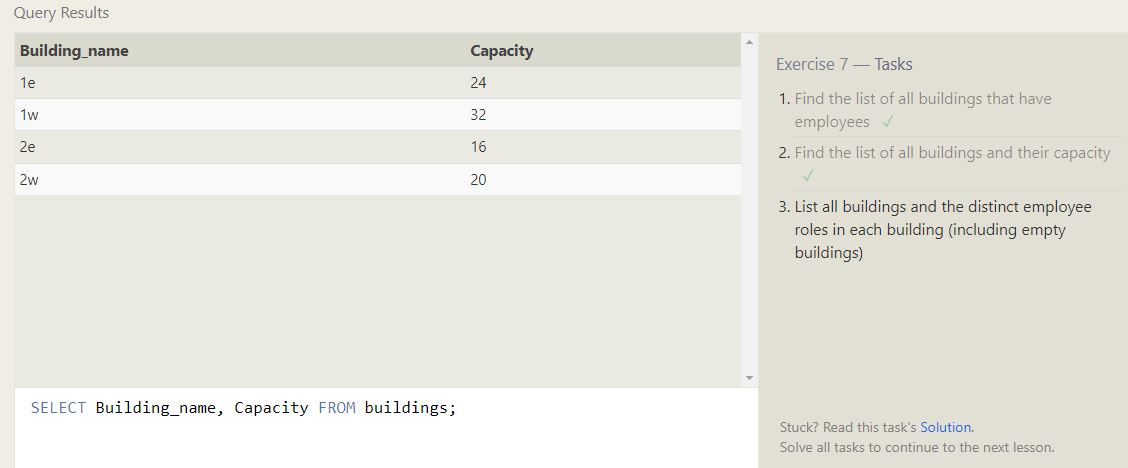 Query Results
Building_name Capacity
1e 24
1w 32
2e 16
2w 20
SELECT Building_name, Capacity FROM buildings;
Exercise 7 — Tasks
1. Find the list of all buildings that have
employees ✓
2. Find the list of all buildings and their capacity
✓
3. List all buildings and the distinct employee
roles in each building (including empty
buildings)
Stuck? Read this task's Solution.
Solve all tasks to continue to the next lesson.